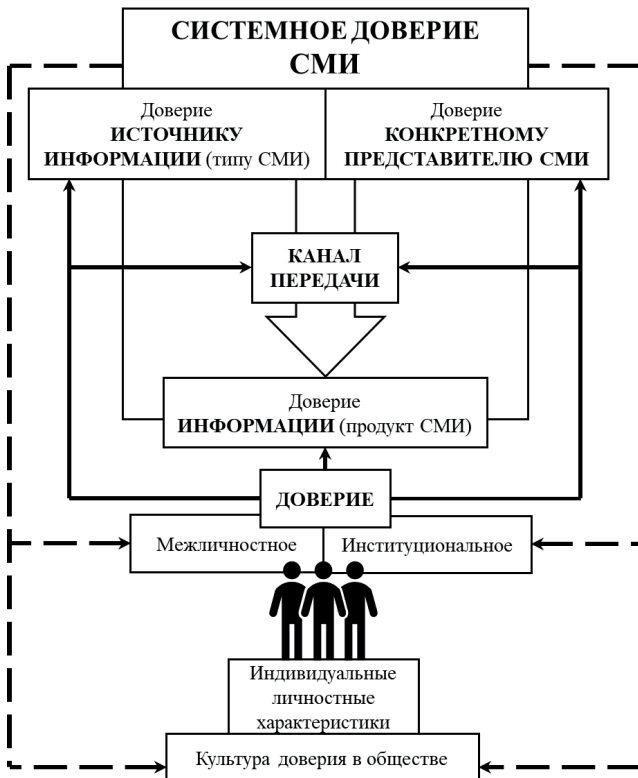 СИСТЕМНОЕ ДОВЕРИЕ
СМИ
Доверие
ИСТОЧНИКУ
ИНФОРМАЦИИ (типу СМИ)
Доверие
КОНКРЕТНОМУ
ПРЕДСТАВИТЕЛЮ СМИ
КАНАЛ
ПЕРЕДАЧИ
Доверие
ИНФОРМАЦИИ (продукт СМИ)
ДОВЕРИЕ
Межличностное
Институциональное
Индивидуальные
личностные
характеристики
Культура доверия в обществе